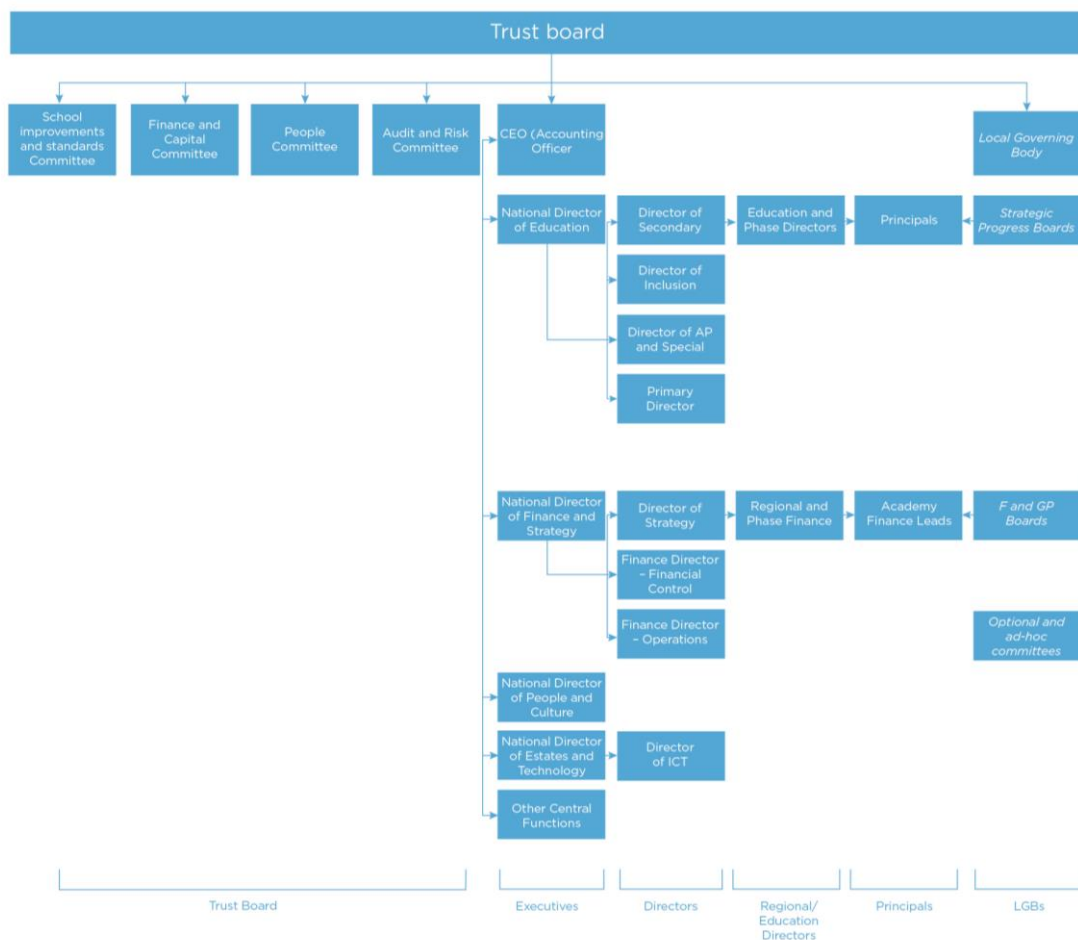 Trust board
School
improvements
and standards
Committee
Finance and
Capital
Committee
People
Committee
Audit and Risk
Committee
CEO (Accounting
Officer
Local Governing
Body
National Director
of Education
Director of
Secondary
Education and
Phase Directors
Principals
Strategic
Progress Boards
Director of
Inclusion
Director of AP
and Special
Primary
Director
National Director
of Finance and
Strategy
Director of
Strategy
Regional and
Phase Finance
Academy
Finance Leads
F and GP
Boards
Finance Director
– Financial
Control
Finance Director
– Operations
Optional and
ad-hoc
committees
National Director
of People and
Culture
National Director
of Estates and
Technology
Director
of ICT
Other Central
Functions
Trust Board
Executives
Directors
Regional/
Education
Directors
Principals
LGBs